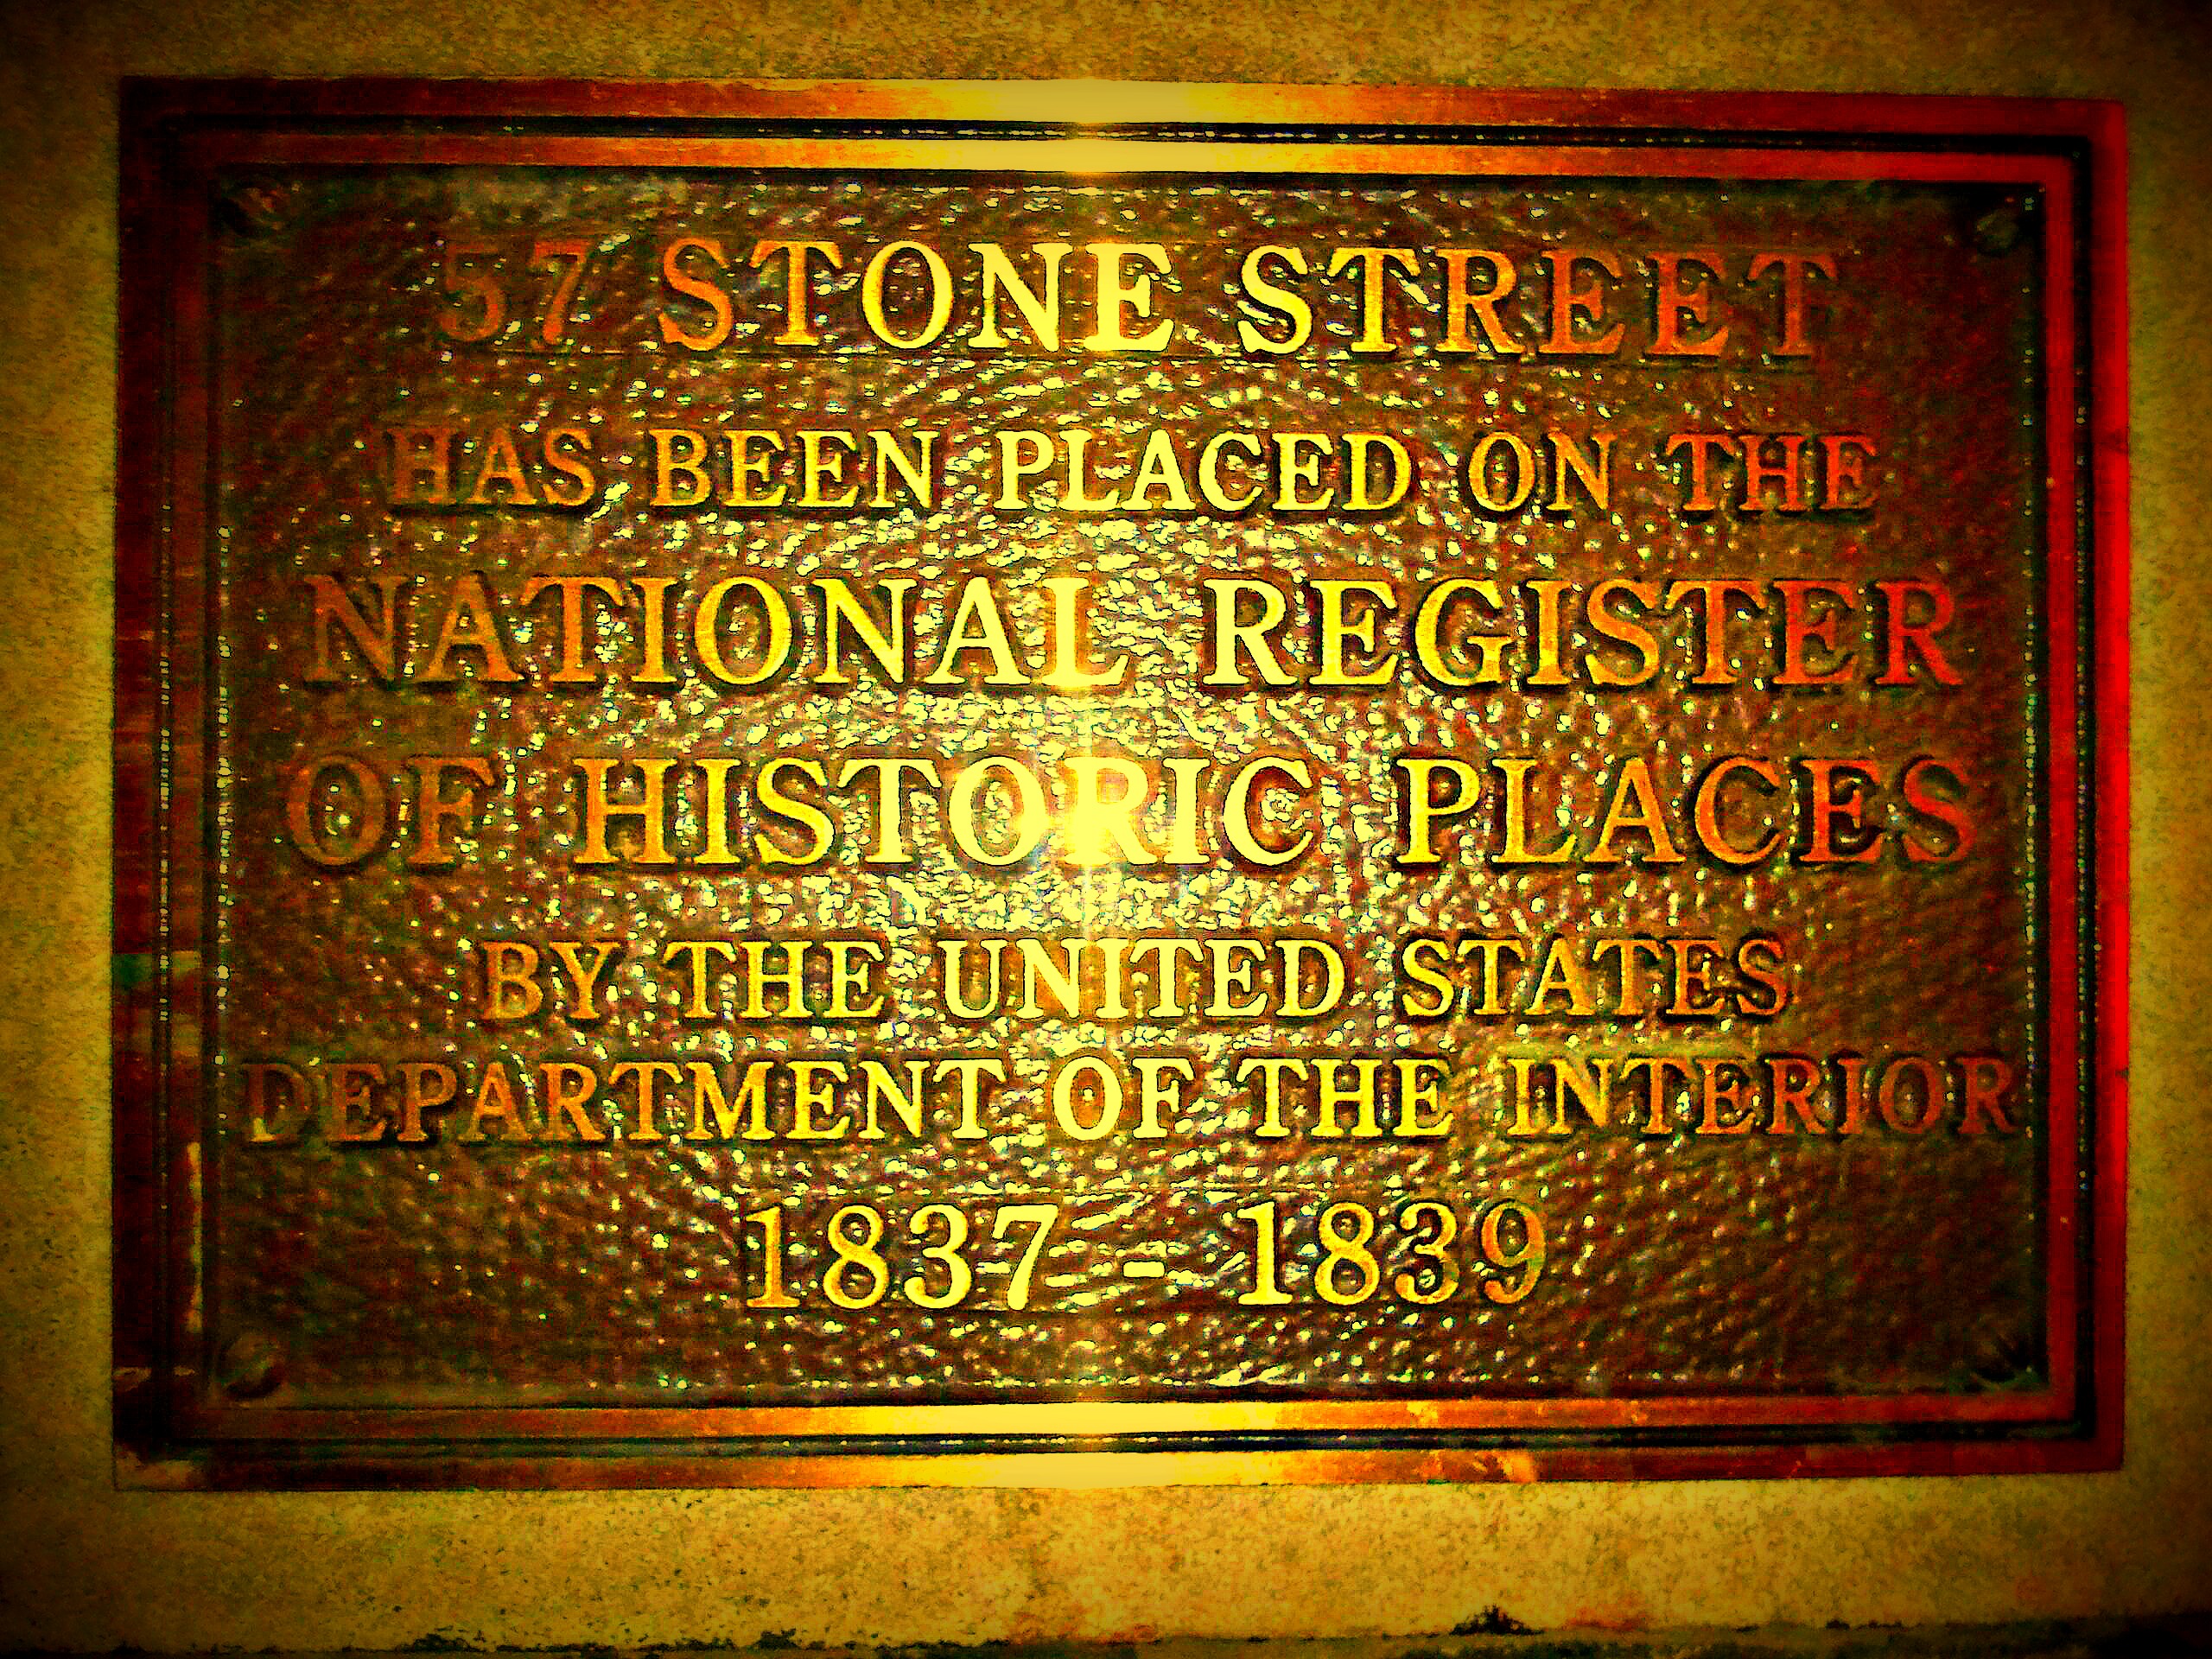 57 STONE STREET
HAS BEEN PLACED ON THE
NATIONAL REGISTER
OF HISTORIC PLACES
BY THE UNITED STATES
DEPARTMENT OF THE INTERIOR
1837 - 1839